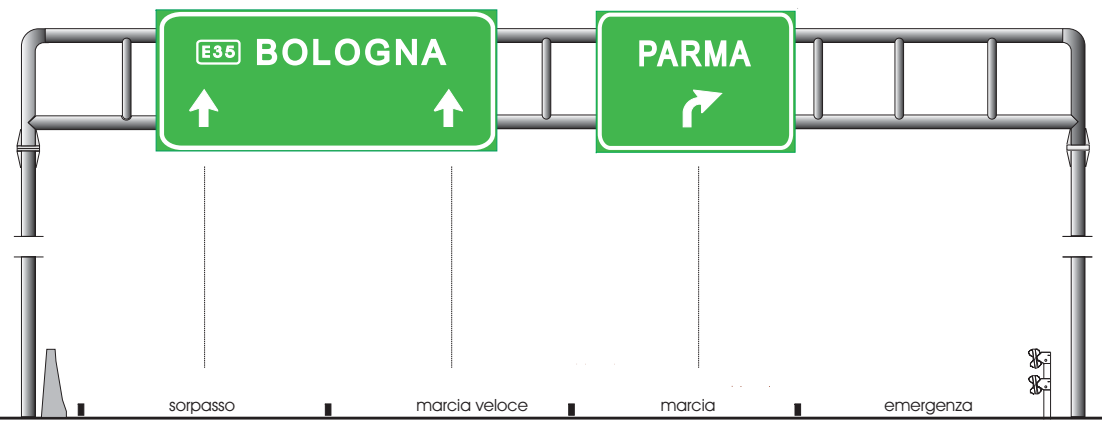 E35 BOLOGNA
PARMA
sorpasso
marcia veloce
marcia
emergenza